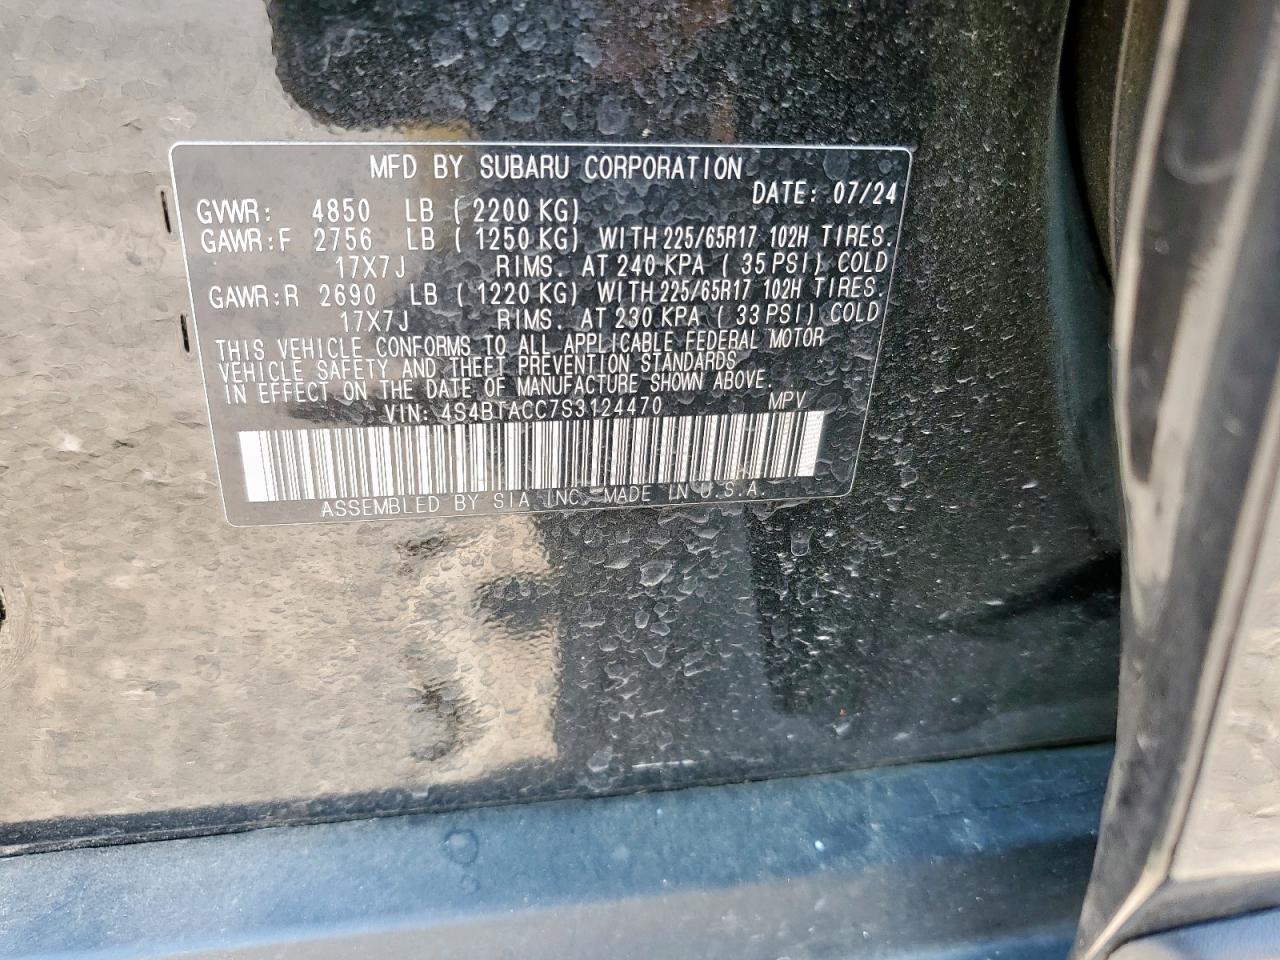 MFD BY SUBARU CORPORATION
DATE: 07/24
GVWR: 4850 LB ( 2200 KG)
GAWR:F 2756 LB ( 1250 KG) WITH 225/65R17 102H TIRES.
17X7J RIMS. AT 240 KPA ( 35 PSI) COLD
GAWR:R 2690 LB ( 1220 KG) WITH 225/65R17 102H TIRES.
17X7J RIMS. AT 230 KPA ( 33 PSI) COLD
THIS VEHICLE CONFORMS TO ALL APPLICABLE FEDERAL MOTOR
VEHICLE SAFETY AND THEFT PREVENTION STANDARDS
IN EFFECT ON THE DATE OF MANUFACTURE SHOWN ABOVE.
VIN: 4S4BTACC7S3124470 MPV
ASSEMBLED BY SIA INC. MADE IN U.S.A.